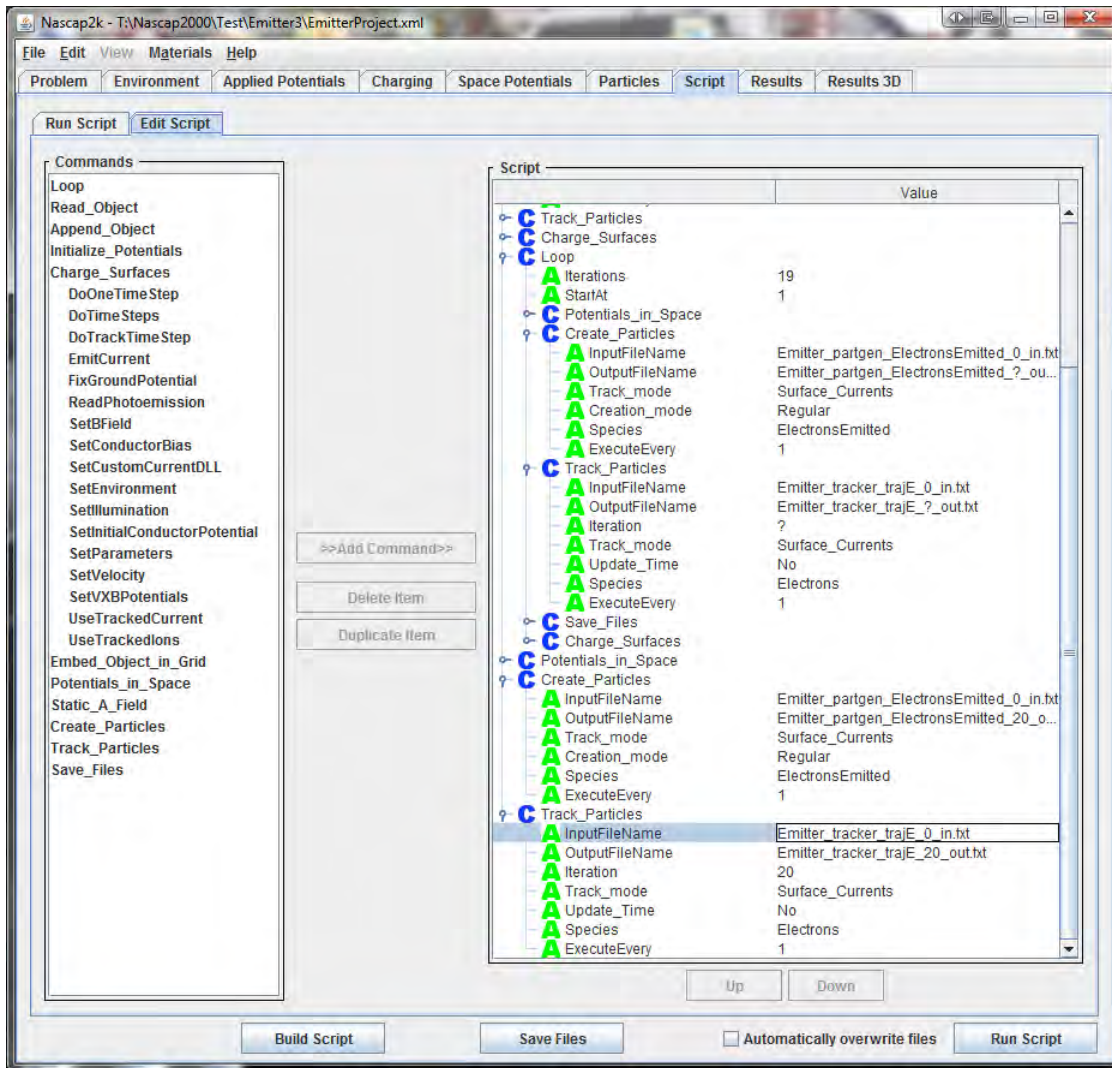 Nascap2k - T:\Nascap2000\Test\Emitter3\EmitterProject.xml
File Edit View Materials Help
Problem Environment Applied Potentials Charging Space Potentials Particles Script Results Results 3D
Run Script Edit Script
Commands
Loop
Read_Object
Append_Object
Initialize_Potentials
Charge_Surfaces
DoOneTimeStep
DoTimeSteps
DoTrackTimeStep
EmitCurrent
FixGroundPotential
ReadPhotoemission
SetBField
SetConductorBias
SetCustomCurrentDLL
SetEnvironment
SetIllumination
SetInitialConductorPotential
SetParameters
SetVelocity
SetVXBPotentials
UseTrackedCurrent
UseTrackedIons
Embed_Object_in_Grid
Potentials_in_Space
Static_A_Field
Create_Particles
Track_Particles
Save_Files
>>Add Command>>
Delete Item
Duplicate Item
Script
Value
C Track_Particles
C Charge_Surfaces
C Loop
A Iterations 19
A StartAt 1
C Potentials_in_Space
C Create_Particles
A InputFileName Emitter_partgen_ElectronsEmitted_0_in.txt
A OutputFileName Emitter_partgen_ElectronsEmitted_?_ou...
A Track_mode Surface_Currents
A Creation_mode Regular
A Species ElectronsEmitted
A ExecuteEvery 1
C Track_Particles
A InputFileName Emitter_tracker_trajE_0_in.txt
A OutputFileName Emitter_tracker_trajE_?_out.txt
A Iteration ?
A Track_mode Surface_Currents
A Update_Time No
A Species Electrons
A ExecuteEvery 1
C Save_Files
C Charge_Surfaces
C Potentials_in_Space
C Create_Particles
A InputFileName Emitter_partgen_ElectronsEmitted_0_in.txt
A OutputFileName Emitter_partgen_ElectronsEmitted_20_o...
A Track_mode Surface_Currents
A Creation_mode Regular
A Species ElectronsEmitted
A ExecuteEvery 1
C Track_Particles
A InputFileName Emitter_tracker_trajE_0_in.txt
A OutputFileName Emitter_tracker_trajE_20_out.txt
A Iteration 20
A Track_mode Surface_Currents
A Update_Time No
A Species Electrons
A ExecuteEvery 1
Up Down
Build Script Save Files Automatically overwrite files Run Script